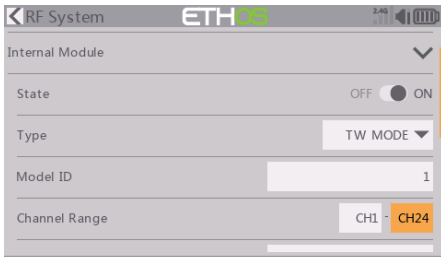 RF System ETHOS 2.4G
Internal Module
State OFF ON
Type TW MODE
Model ID 1
Channel Range CH1 - CH24